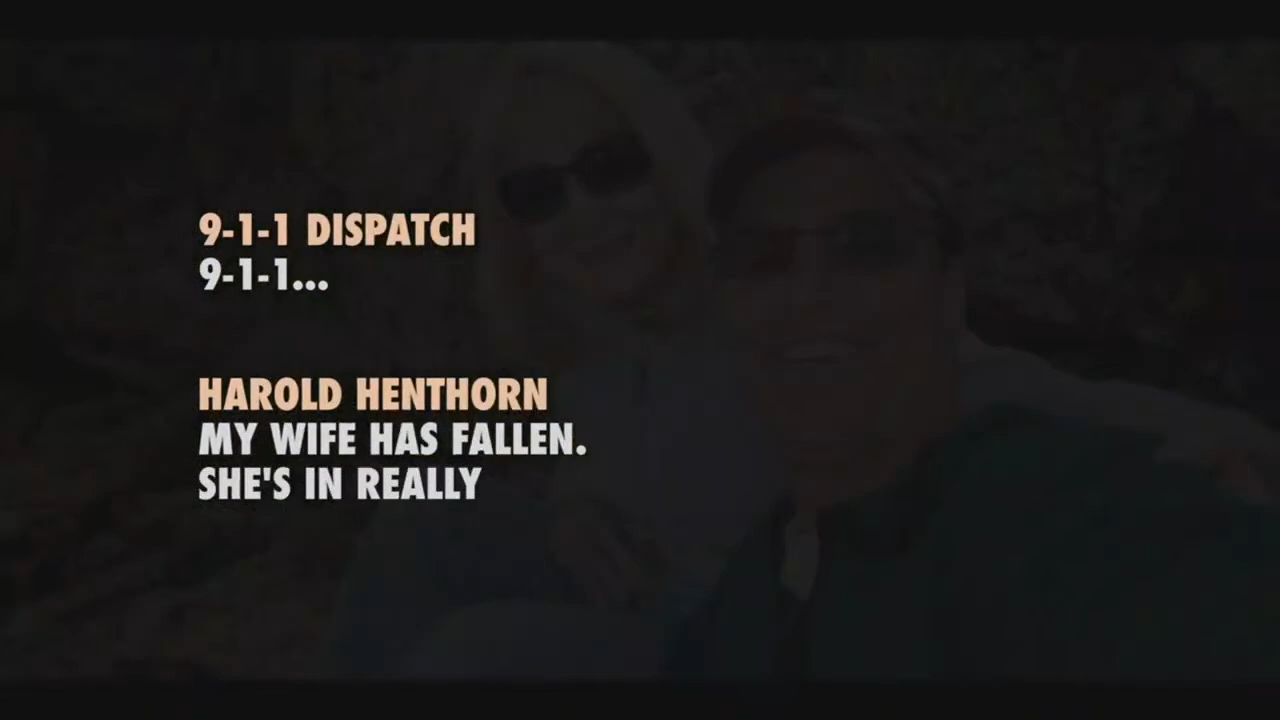 9-1-1 DISPATCH
9-1-1...
HAROLD HENTHORN
MY WIFE HAS FALLEN.
SHE'S IN REALLY